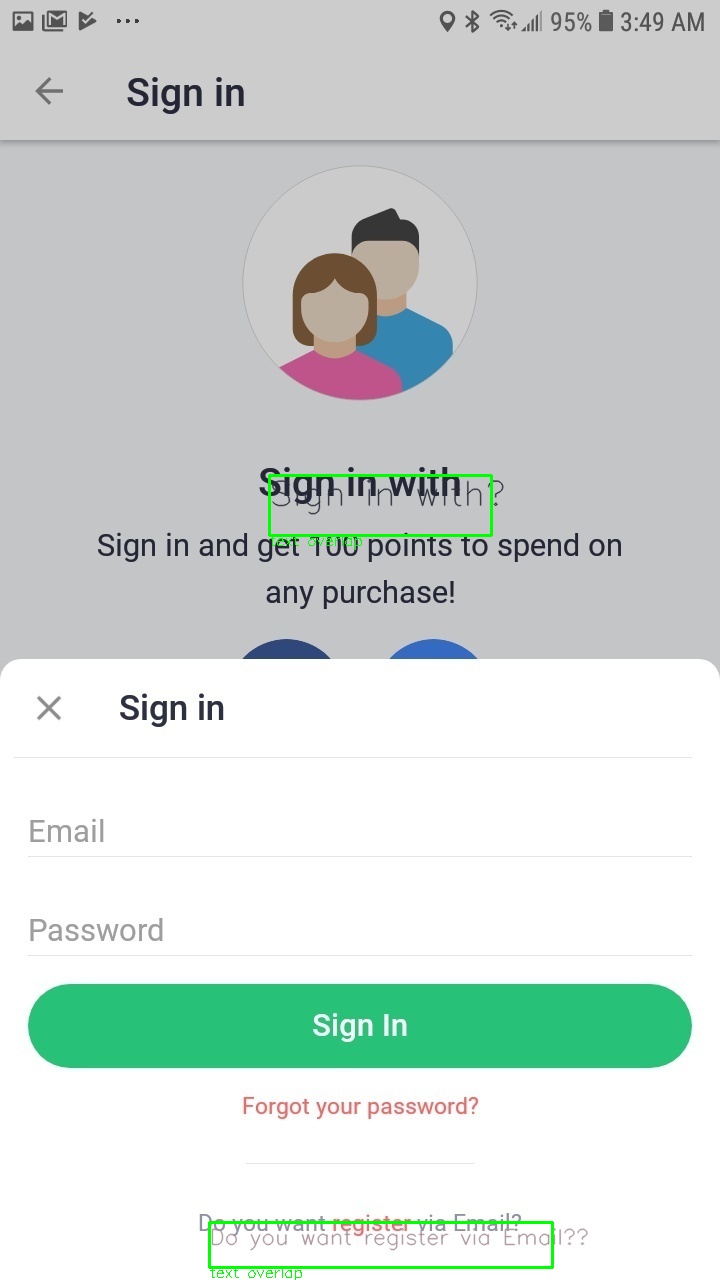 95% 3:49 AM
Sign in
Sign in with
Sign in with?
text overlap
Sign in and get 100 points to spend on
any purchase!
Sign in
Email
Password
Sign In
Forgot your password?
Do you want register via Email?
Do you want register via Email??
text overlap